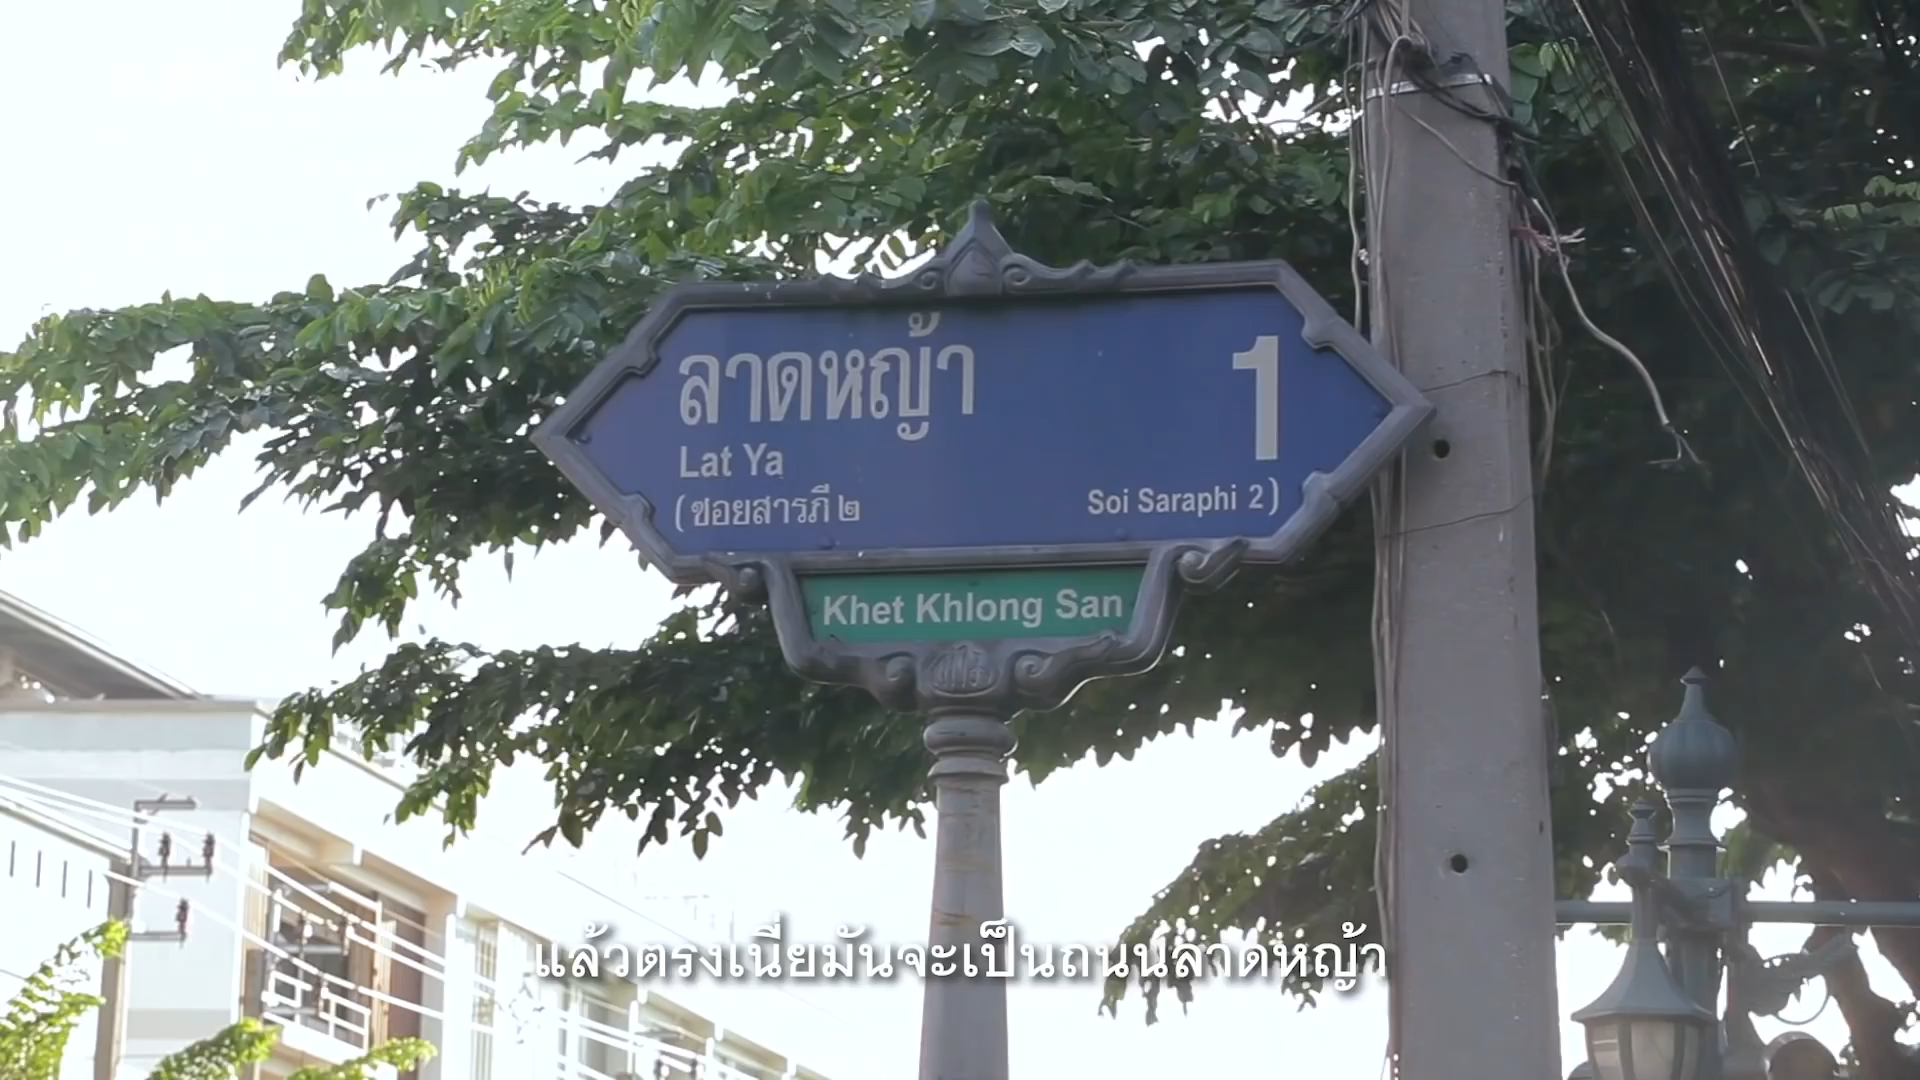 ลาดหญ้า 1
Lat Ya
(ซอยสารภี ๒ Soi Saraphi 2)
Khet Khlong San
แล้วตรงเนี่ยมันจะเป็นถนนลาดหญ้า